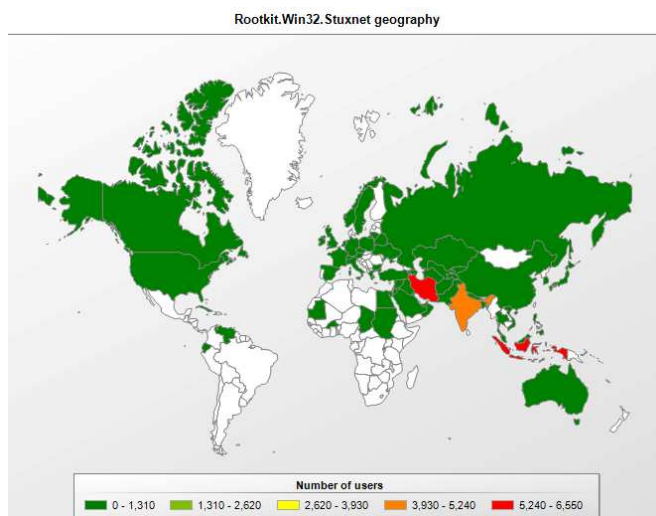 Rootkit.Win32.Stuxnet geography
Number of users
0 - 1,310 1,310 - 2,620 2,620 - 3,930 3,930 - 5,240 5,240 - 6,550